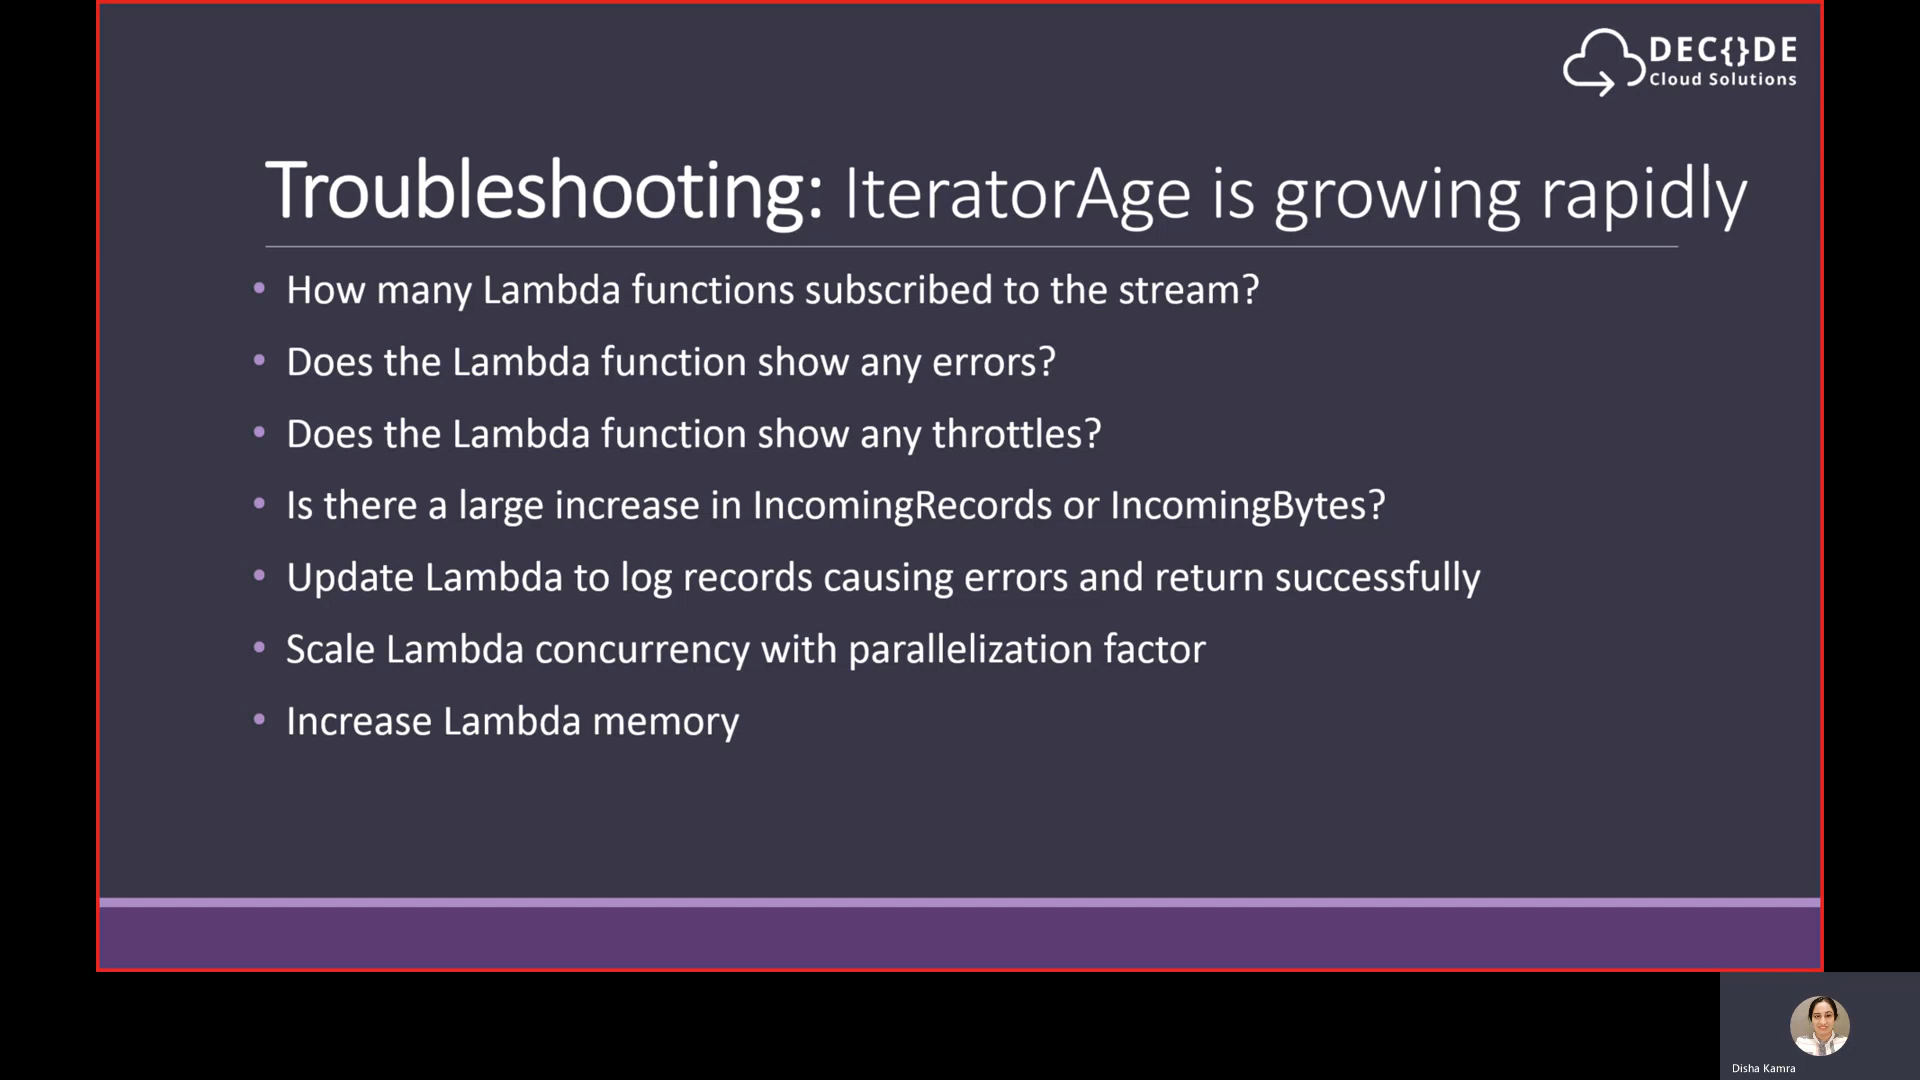 DEC{}DE
Cloud Solutions
Troubleshooting: IteratorAge is growing rapidly
• How many Lambda functions subscribed to the stream?
• Does the Lambda function show any errors?
• Does the Lambda function show any throttles?
• Is there a large increase in IncomingRecords or IncomingBytes?
• Update Lambda to log records causing errors and return successfully
• Scale Lambda concurrency with parallelization factor
• Increase Lambda memory
Disha Kamra